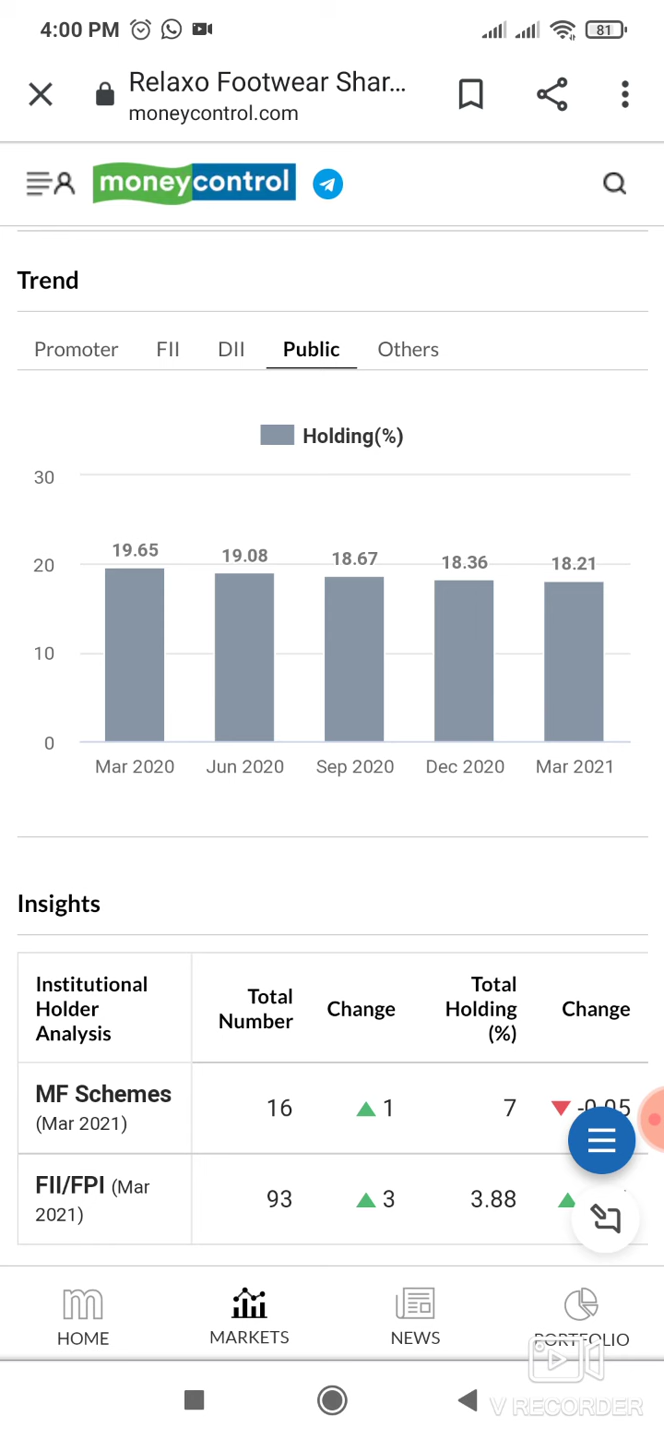 4:00 PM 81
Relaxo Footwear Shar...
moneycontrol.com
moneycontrol
Trend
Promoter FII DII Public Others
Holding(%)
30
20
10
0
19.65 19.08 18.67 18.36 18.21
Mar 2020 Jun 2020 Sep 2020 Dec 2020 Mar 2021
Insights
Institutional Holder Analysis
Total Number
Change
Total Holding (%)
Change
MF Schemes (Mar 2021) 16 1 7 -0.05
FII/FPI (Mar 2021) 93 3 3.88
HOME MARKETS NEWS PORTFOLIO
V RECORDER